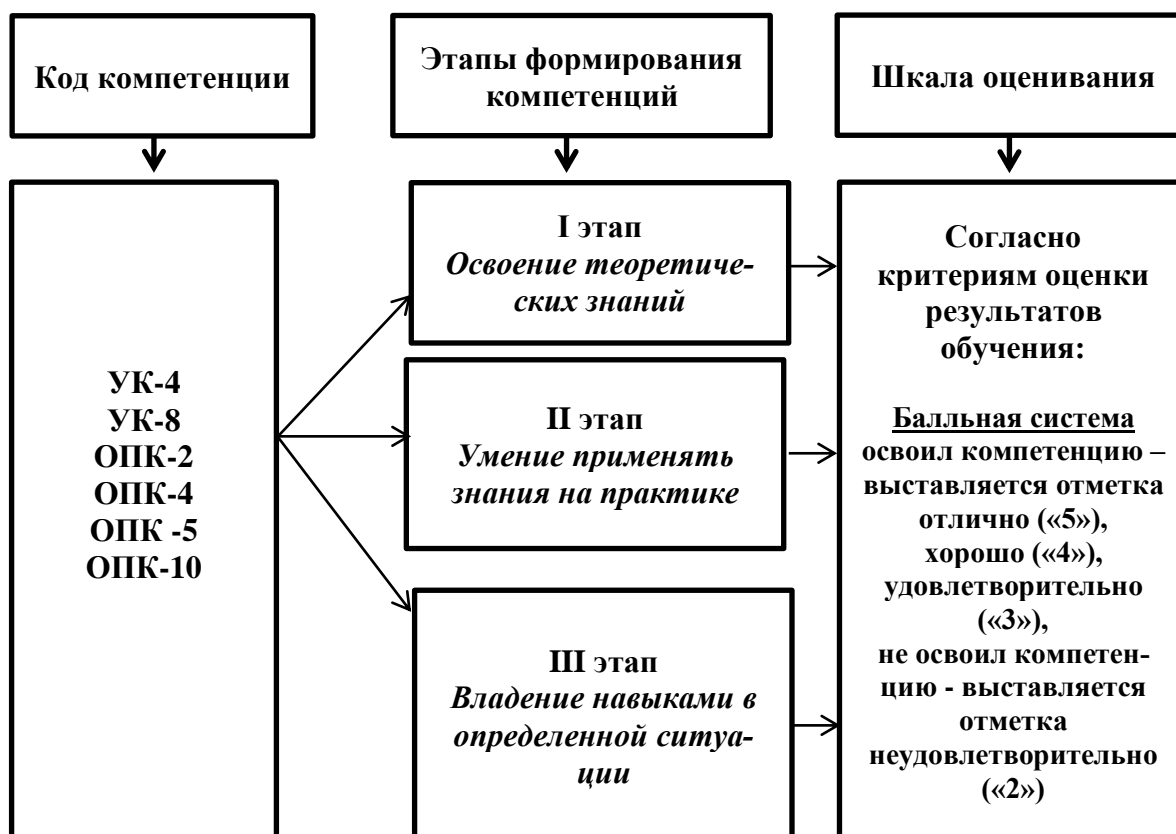 Код компетенции
Этапы формирования
компетенций
Шкала оценивания
УК-4
УК-8
ОПК-2
ОПК-4
ОПК -5
ОПК-10
I этап
Освоение теоретиче-
ских знаний
II этап
Умение применять
знания на практике
III этап
Владение навыками в
определенной ситуа-
ции
Согласно
критериям оценки
результатов
обучения:
Балльная система
освоил компетенцию –
выставляется отметка
отлично («5»),
хорошо («4»),
удовлетворительно
(«3»),
не освоил компетен-
цию - выставляется
отметка
неудовлетворительно
(«2»)